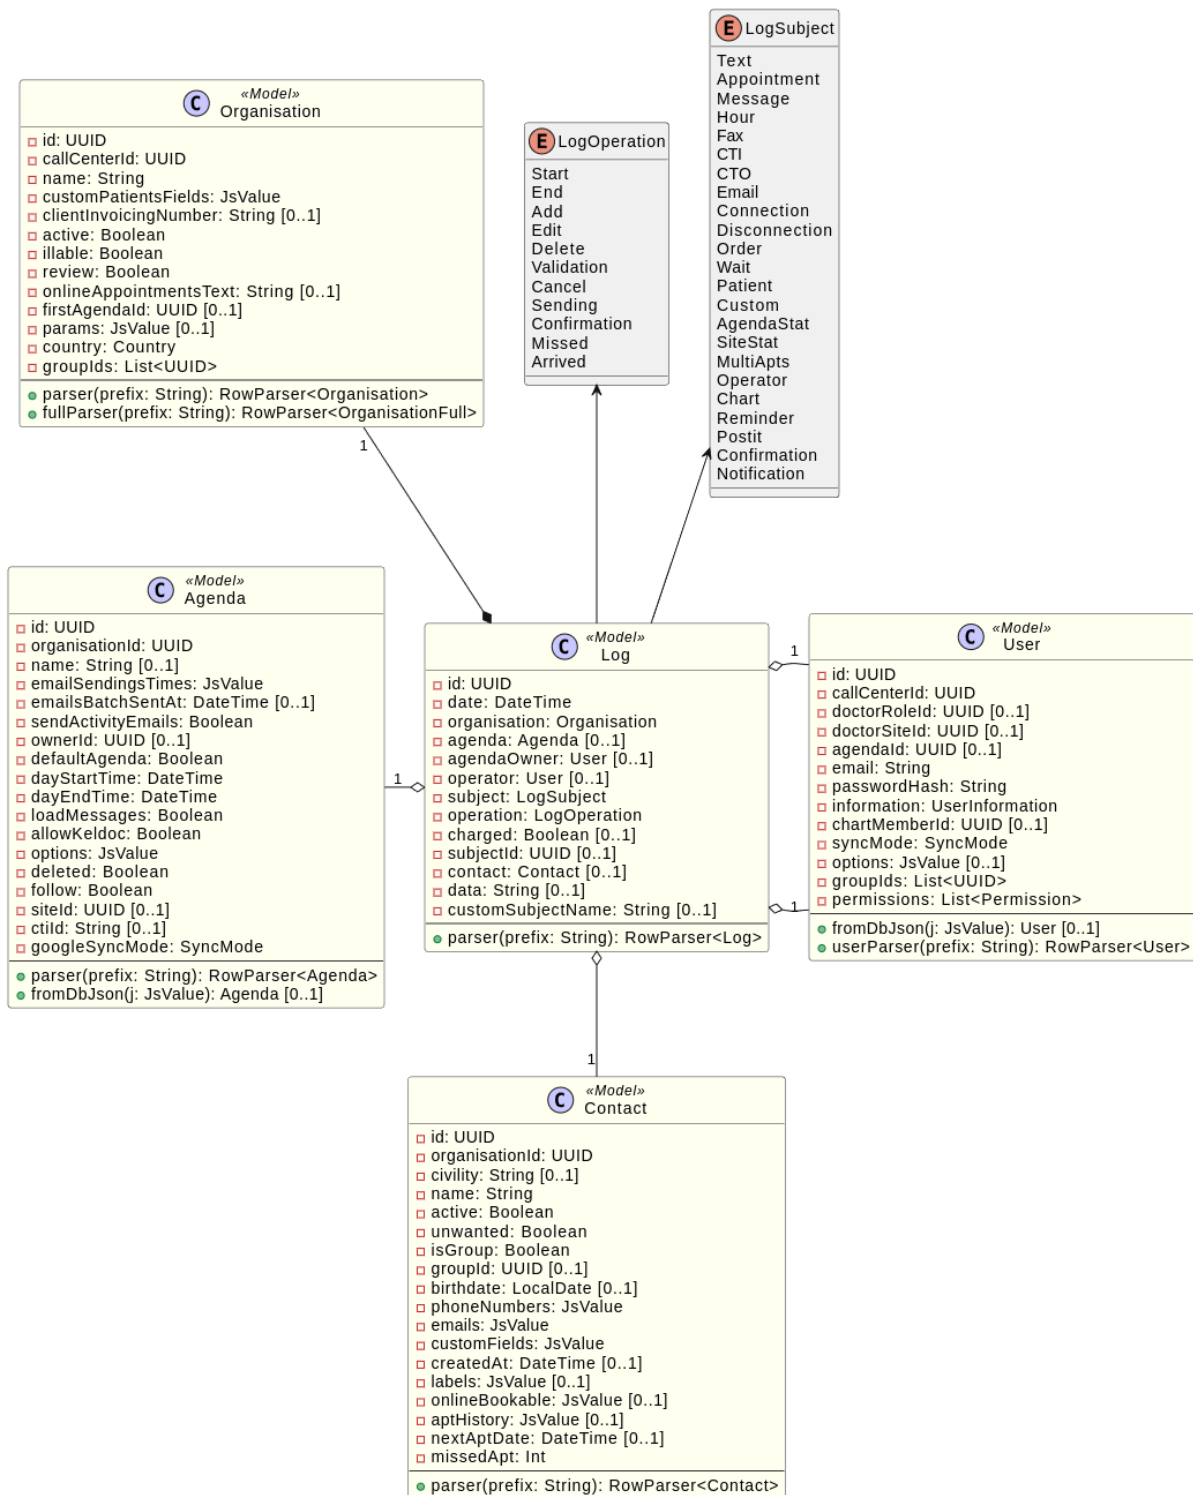 E LogSubject
Text
Appointment
Message
Hour
Fax
CTI
CTO
Email
Connection
Disconnection
Order
Wait
Patient
Custom
AgendaStat
SiteStat
MultiApts
Operator
Chart
Reminder
Postit
Confirmation
Notification
«Model»
C Organisation
id: UUID
callCenterId: UUID
name: String
customPatientsFields: JsValue
clientInvoicingNumber: String [0..1]
active: Boolean
illable: Boolean
review: Boolean
onlineAppointmentsText: String [0..1]
firstAgendaId: UUID [0..1]
params: JsValue [0..1]
country: Country
groupIds: List<UUID>
parser(prefix: String): RowParser<Organisation>
fullParser(prefix: String): RowParser<OrganisationFull>
E LogOperation
Start
End
Add
Edit
Delete
Validation
Cancel
Sending
Confirmation
Missed
Arrived
1
«Model»
C Agenda
id: UUID
organisationId: UUID
name: String [0..1]
emailSendingsTimes: JsValue
emailsBatchSentAt: DateTime [0..1]
sendActivityEmails: Boolean
ownerId: UUID [0..1]
defaultAgenda: Boolean
dayStartTime: DateTime
dayEndTime: DateTime
loadMessages: Boolean
allowKeldoc: Boolean
options: JsValue
deleted: Boolean
follow: Boolean
siteId: UUID [0..1]
ctiId: String [0..1]
googleSyncMode: SyncMode
parser(prefix: String): RowParser<Agenda>
fromDbJson(j: JsValue): Agenda [0..1]
1
«Model»
C Log
id: UUID
date: DateTime
organisation: Organisation
agenda: Agenda [0..1]
agendaOwner: User [0..1]
operator: User [0..1]
subject: LogSubject
operation: LogOperation
charged: Boolean [0..1]
subjectId: UUID [0..1]
contact: Contact [0..1]
data: String [0..1]
customSubjectName: String [0..1]
parser(prefix: String): RowParser<Log>
1
1
«Model»
C User
id: UUID
callCenterId: UUID
doctorRoleId: UUID [0..1]
doctorSiteId: UUID [0..1]
agendaId: UUID [0..1]
email: String
passwordHash: String
information: UserInformation
chartMemberId: UUID [0..1]
syncMode: SyncMode
options: JsValue [0..1]
groupIds: List<UUID>
permissions: List<Permission>
fromDbJson(j: JsValue): User [0..1]
userParser(prefix: String): RowParser<User>
1
«Model»
C Contact
id: UUID
organisationId: UUID
civility: String [0..1]
name: String
active: Boolean
unwanted: Boolean
isGroup: Boolean
groupId: UUID [0..1]
birthdate: LocalDate [0..1]
phoneNumbers: JsValue
emails: JsValue
customFields: JsValue
createdAt: DateTime [0..1]
labels: JsValue [0..1]
onlineBookable: JsValue [0..1]
aptHistory: JsValue [0..1]
nextAptDate: DateTime [0..1]
missedApt: Int
parser(prefix: String): RowParser<Contact>